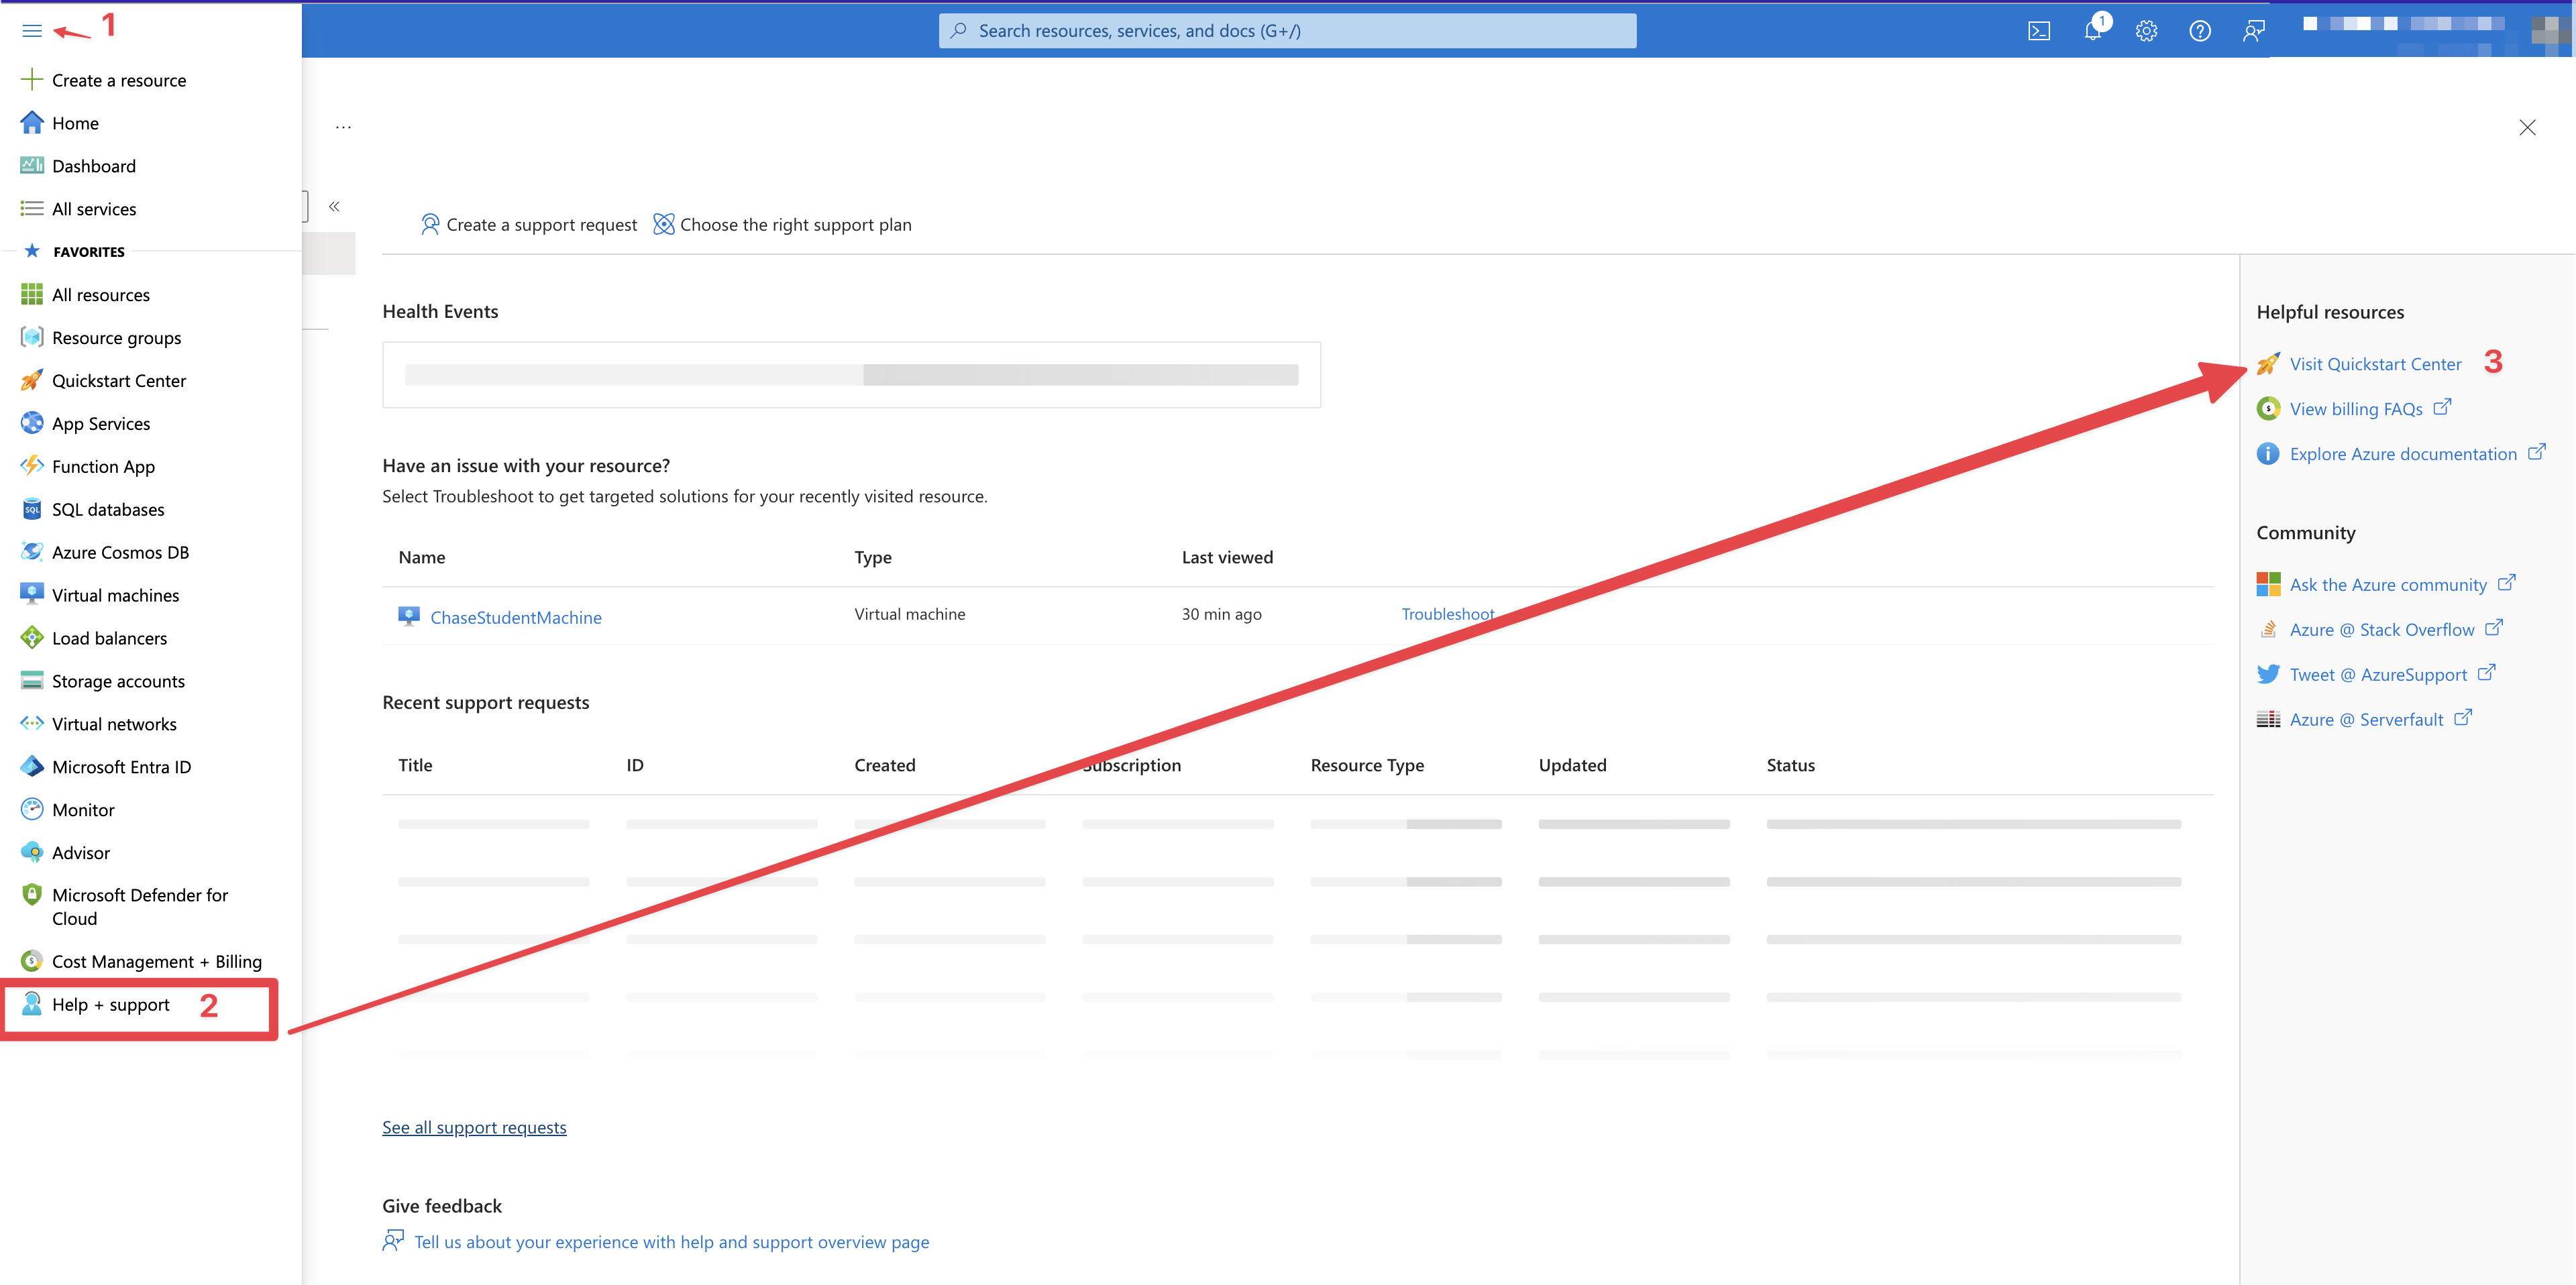 1
Search resources, services, and docs (G+/)
1
Create a resource
Home
...
Dashboard
All services
«
FAVORITES
All resources
Resource groups
Quickstart Center
App Services
Function App
SQL databases
Azure Cosmos DB
Virtual machines
Load balancers
Storage accounts
Virtual networks
Microsoft Entra ID
Monitor
Advisor
Microsoft Defender for
Cloud
Cost Management + Billing
Help + support 2
Create a support request Choose the right support plan
Health Events
Have an issue with your resource?
Select Troubleshoot to get targeted solutions for your recently visited resource.
Name Type Last viewed
ChaseStudentMachine Virtual machine 30 min ago Troubleshoot
Recent support requests
Title ID Created Subscription Resource Type Updated Status
See all support requests
Give feedback
Tell us about your experience with help and support overview page
Helpful resources
Visit Quickstart Center 3
View billing FAQs
Explore Azure documentation
Community
Ask the Azure community
Azure @ Stack Overflow
Tweet @ AzureSupport
Azure @ Serverfault